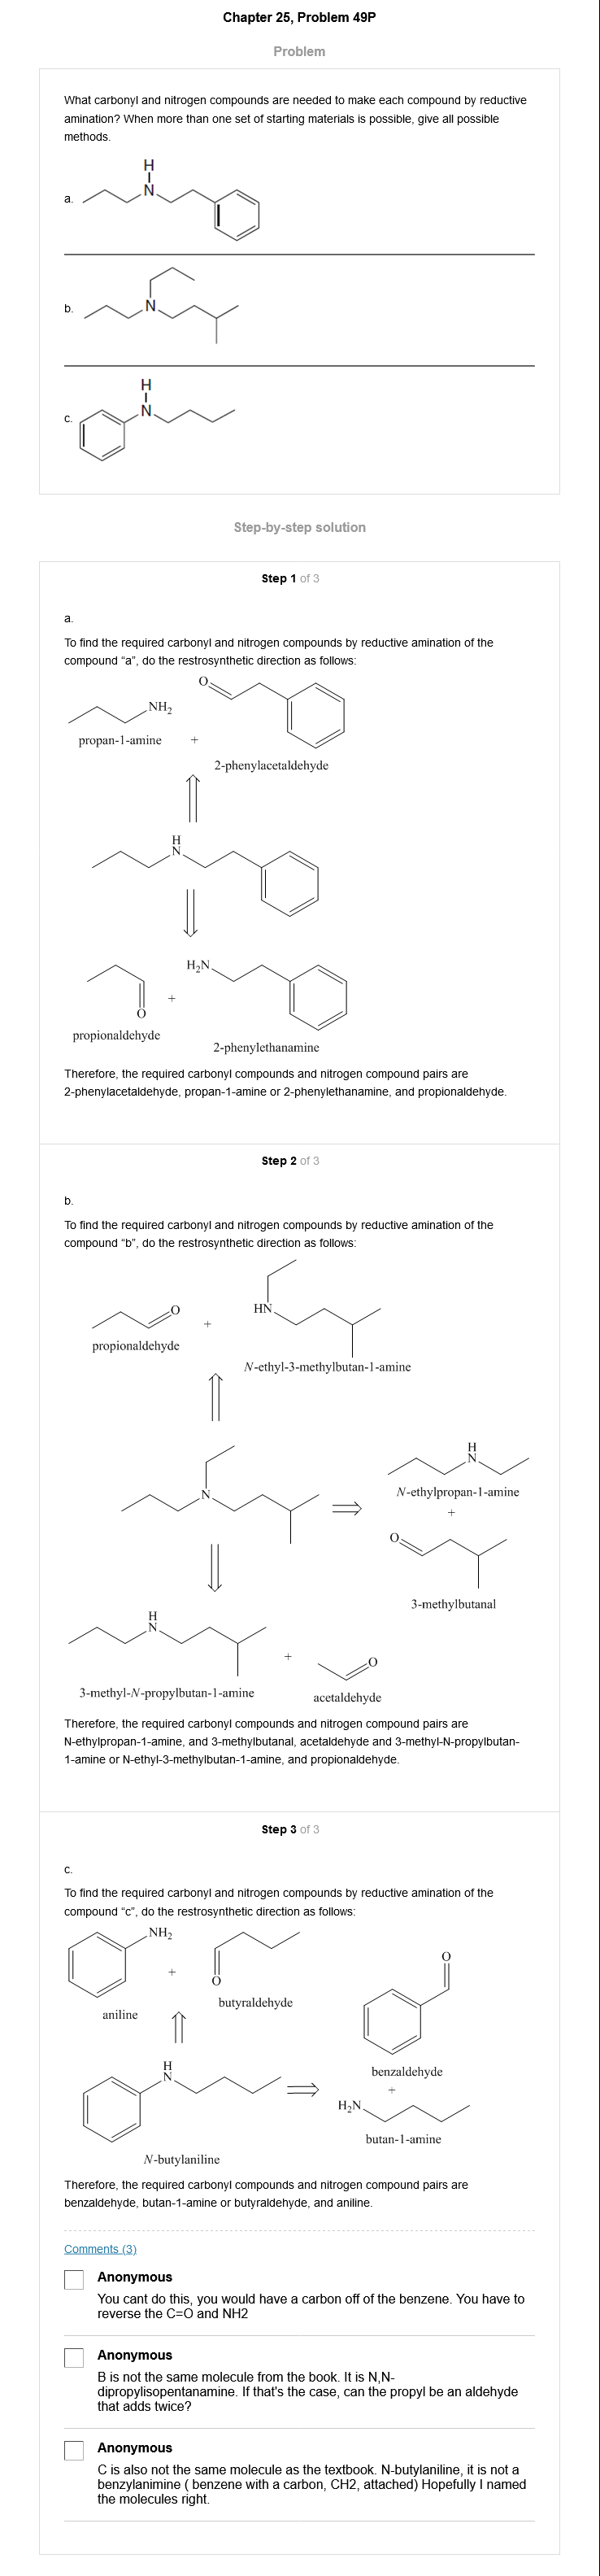 Chapter 25, Problem 49P
Problem
What carbonyl and nitrogen compounds are needed to make each compound by reductive
amination? When more than one set of starting materials is possible, give all possible
methods.
a.
H
N
b.
N
c.
H
N
Step-by-step solution
Step 1 of 3
a.
To find the required carbonyl and nitrogen compounds by reductive amination of the
compound “a”, do the restrosynthetic direction as follows:
O
NH2
propan-1-amine
+
2-phenylacetaldehyde
H
N
H2N
O
+
propionaldehyde
2-phenylethanamine
Therefore, the required carbonyl compounds and nitrogen compound pairs are
2-phenylacetaldehyde, propan-1-amine or 2-phenylethanamine, and propionaldehyde.
Step 2 of 3
b.
To find the required carbonyl and nitrogen compounds by reductive amination of the
compound “b”, do the restrosynthetic direction as follows:
O
+
HN
propionaldehyde
N-ethyl-3-methylbutan-1-amine
H
N
N
N-ethylpropan-1-amine
+
O
3-methylbutanal
H
N
+
O
3-methyl-N-propylbutan-1-amine
acetaldehyde
Therefore, the required carbonyl compounds and nitrogen compound pairs are
N-ethylpropan-1-amine, and 3-methylbutanal, acetaldehyde and 3-methyl-N-propylbutan-
1-amine or N-ethyl-3-methylbutan-1-amine, and propionaldehyde.
Step 3 of 3
c.
To find the required carbonyl and nitrogen compounds by reductive amination of the
compound “c”, do the restrosynthetic direction as follows:
NH2
O
+
O
butyraldehyde
aniline
H
N
benzaldehyde
+
H2N
butan-1-amine
N-butylaniline
Therefore, the required carbonyl compounds and nitrogen compound pairs are
benzaldehyde, butan-1-amine or butyraldehyde, and aniline.
Comments (3)
Anonymous
You cant do this, you would have a carbon off of the benzene. You have to
reverse the C=O and NH2
Anonymous
B is not the same molecule from the book. It is N,N-
dipropylisopentanamine. If that's the case, can the propyl be an aldehyde
that adds twice?
Anonymous
C is also not the same molecule as the textbook. N-butylaniline, it is not a
benzylanimine ( benzene with a carbon, CH2, attached) Hopefully I named
the molecules right.